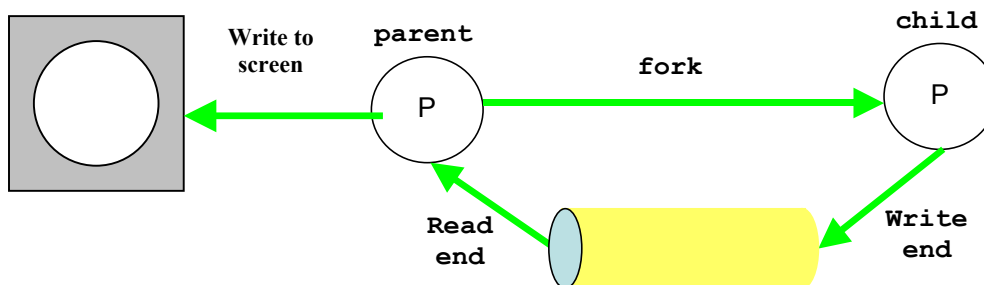 Write to
screen
parent
P
fork
child
P
Read
end
Write
end